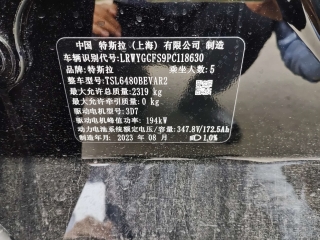 中国 特斯拉（上海）有限公司 制造
车辆识别代号:LRWYGCFS9PC118630
品牌:特斯拉 乘坐人数:5
整车型号:TSL6480BEVAR2
最大允许总质量:2319 kg
最大允许牵引质量:0 kg
驱动电机型号:3D7
驱动电机峰值功率:194kW
动力电池系统额定电压/容量:347.8V/172.5Ah
制造年月:2023 年 08 月 1.0%